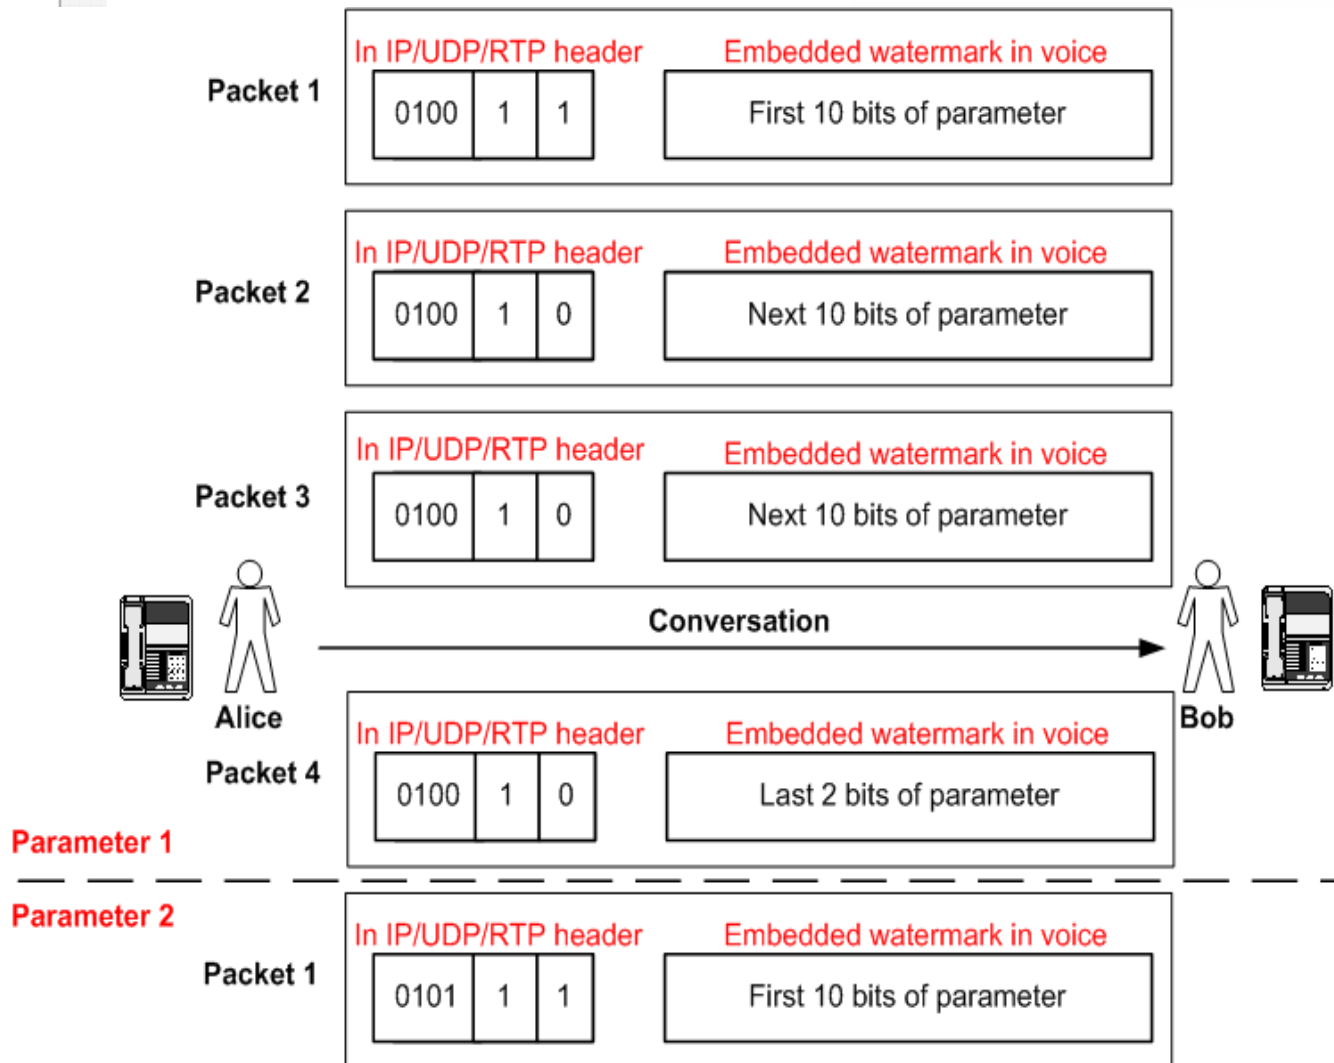 In IP/UDP/RTP header Embedded watermark in voice
Packet 1
0100 1 1 First 10 bits of parameter
In IP/UDP/RTP header Embedded watermark in voice
Packet 2
0100 1 0 Next 10 bits of parameter
In IP/UDP/RTP header Embedded watermark in voice
Packet 3
0100 1 0 Next 10 bits of parameter
Conversation
Alice
Bob
In IP/UDP/RTP header Embedded watermark in voice
Packet 4
0100 1 0 Last 2 bits of parameter
Parameter 1
Parameter 2
In IP/UDP/RTP header Embedded watermark in voice
Packet 1
0101 1 1 First 10 bits of parameter